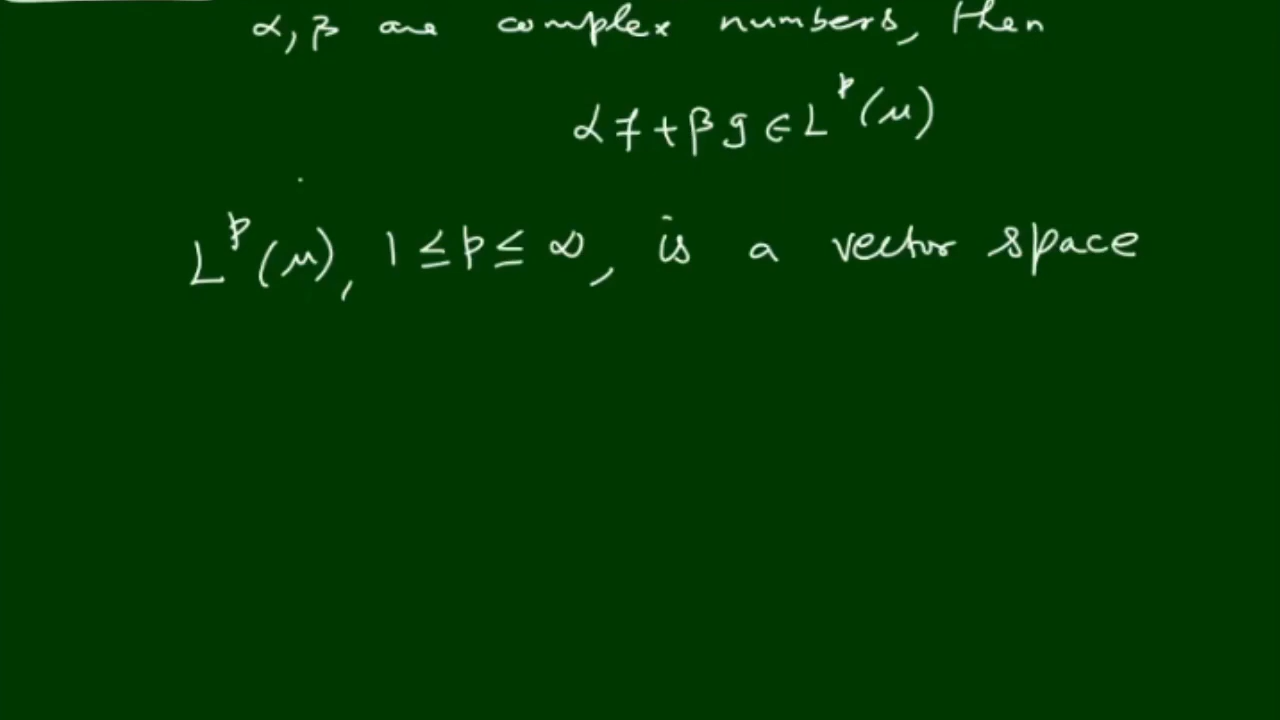 α, β are complex numbers, then
αf + βg ∈ L^p(μ)
L^p(μ), 1 ≤ p ≤ ∞, is a vector space